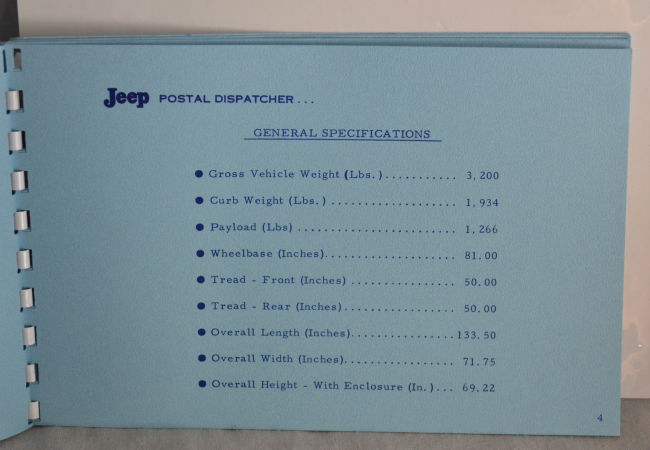 Jeep POSTAL DISPATCHER...
GENERAL SPECIFICATIONS
● Gross Vehicle Weight (Lbs.)........... 3,200
● Curb Weight (Lbs.) .................. 1,934
● Payload (Lbs) ....................... 1,266
● Wheelbase (Inches)................... 81.00
● Tread - Front (Inches) ............... 50.00
● Tread - Rear (Inches)................ 50.00
● Overall Length (Inches)............... 133.50
● Overall Width (Inches)................ 71.75
● Overall Height - With Enclosure (In.)... 69.22
4